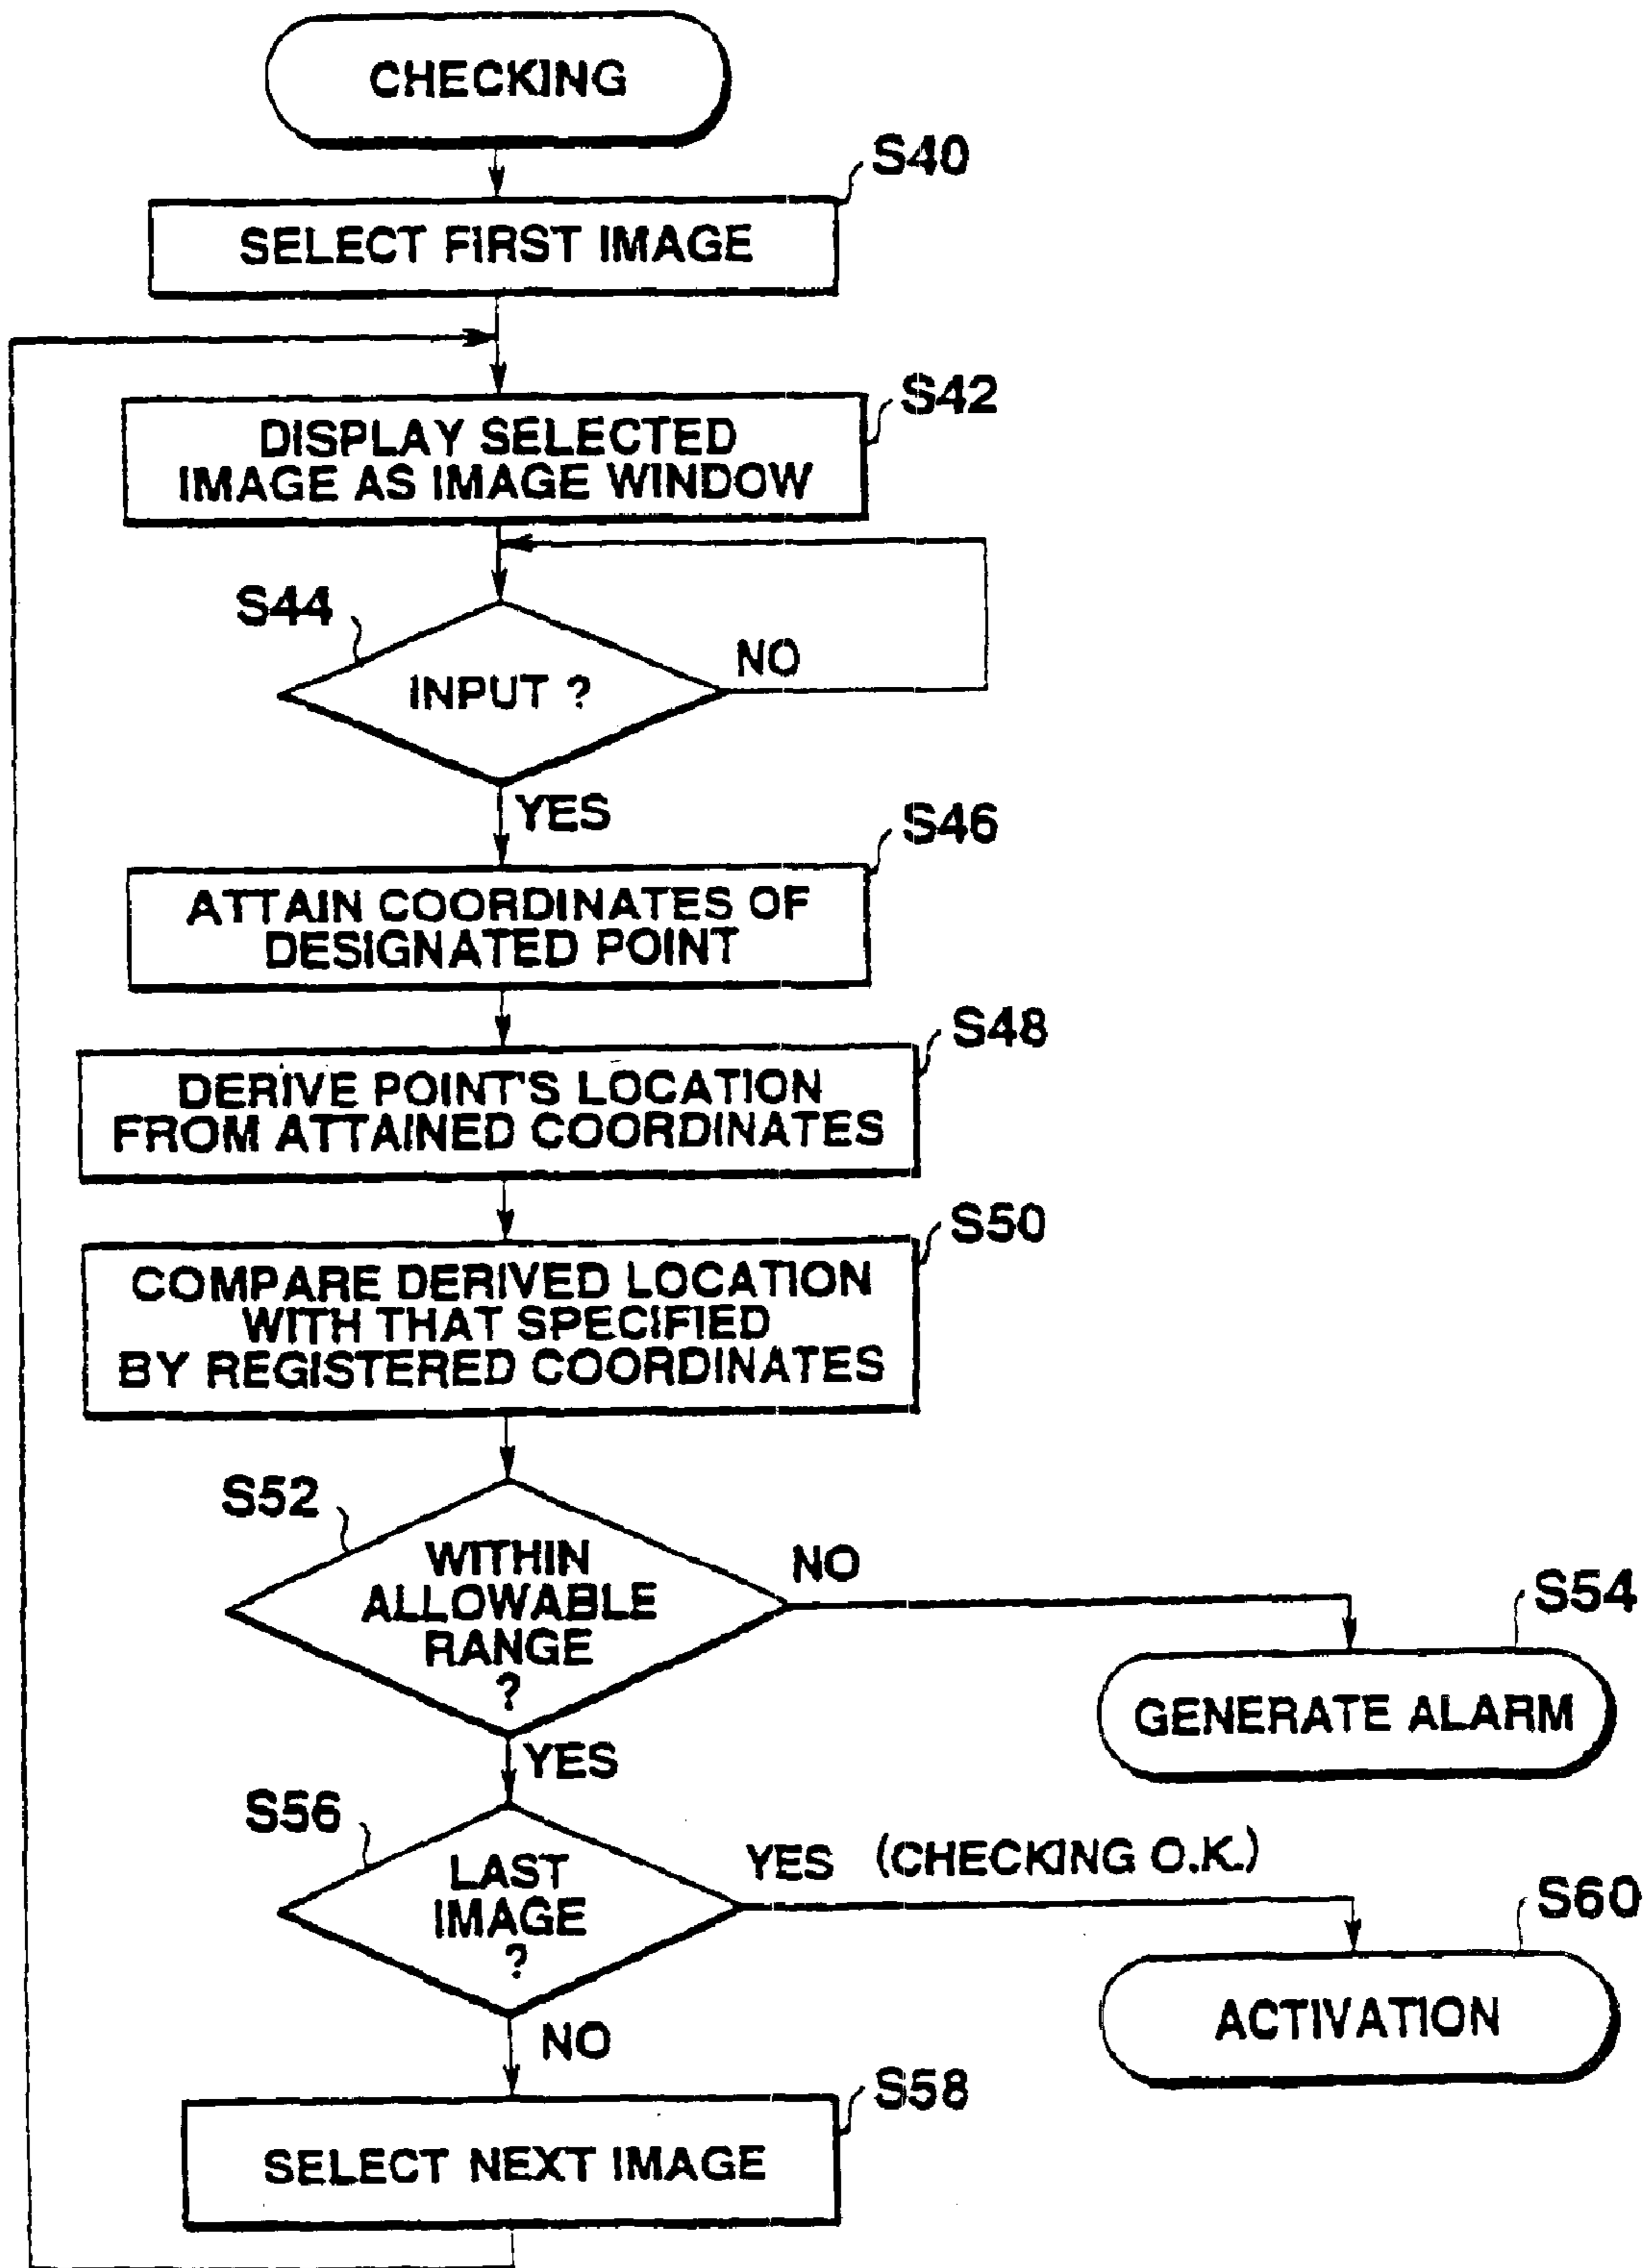 CHECKING
S40
SELECT FIRST IMAGE
S42
DISPLAY SELECTED
IMAGE AS IMAGE WINDOW
S44
INPUT ?
NO
YES
S46
ATTAIN COORDINATES OF
DESIGNATED POINT
S48
DERIVE POINT'S LOCATION
FROM ATTAINED COORDINATES
S50
COMPARE DERIVED LOCATION
WITH THAT SPECIFIED
BY REGISTERED COORDINATES
S52
WITHIN
ALLOWABLE
RANGE
?
NO
S54
GENERATE ALARM
YES
S56
LAST
IMAGE
?
YES (CHECKING O.K.)
S60
ACTIVATION
NO
S58
SELECT NEXT IMAGE